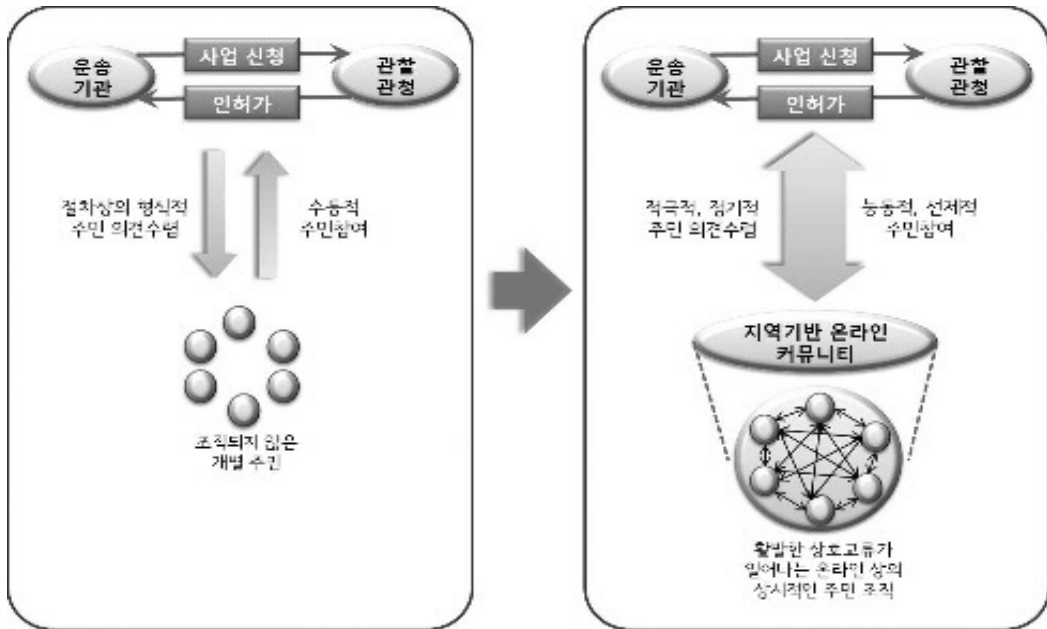 운송
기관
사업 신청
인허가
관할
관청
절차상의 형식적
주민 의견수렴
수동적
주민참여
조직되지 않은
개별 주민
운송
기관
사업 신청
인허가
관할
관청
적극적, 정기적
주민 의견수렴
능동적, 선제적
주민참여
지역기반 온라인
커뮤니티
활발한 상호교류가
일어나는 온라인 상의
상시적인 주민 조직